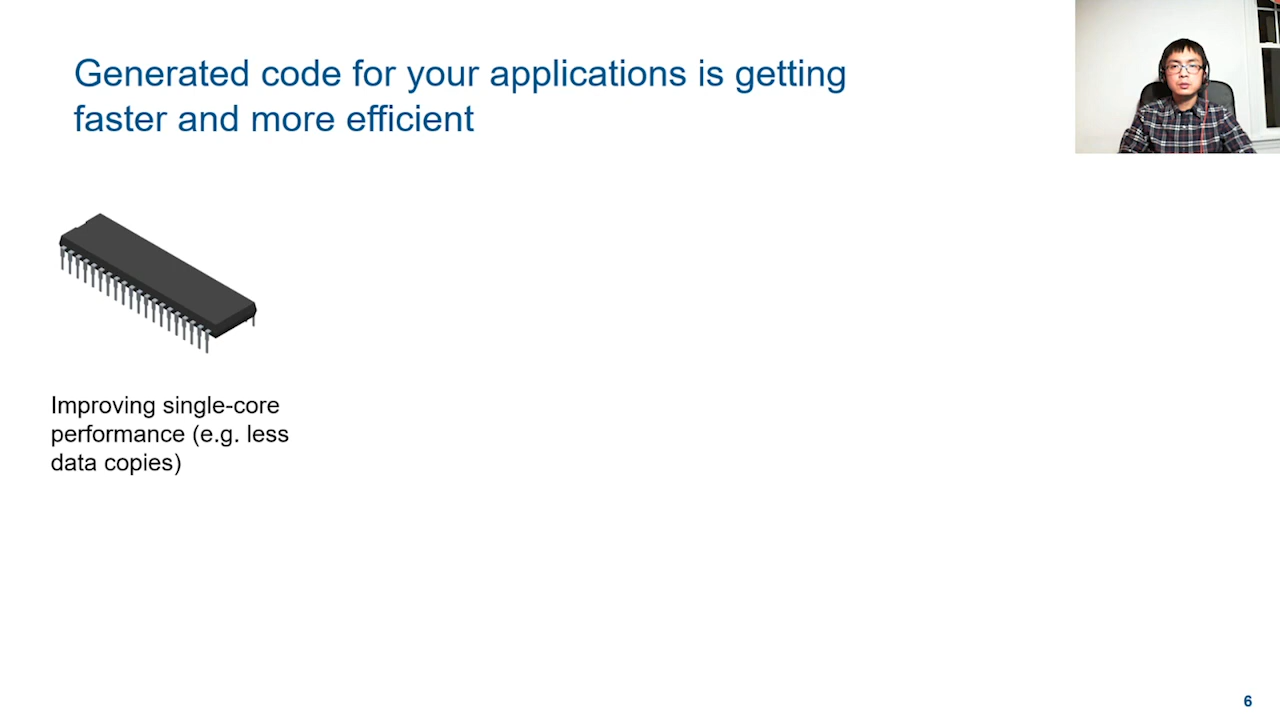 Generated code for your applications is getting
faster and more efficient
Improving single-core
performance (e.g. less
data copies)
6